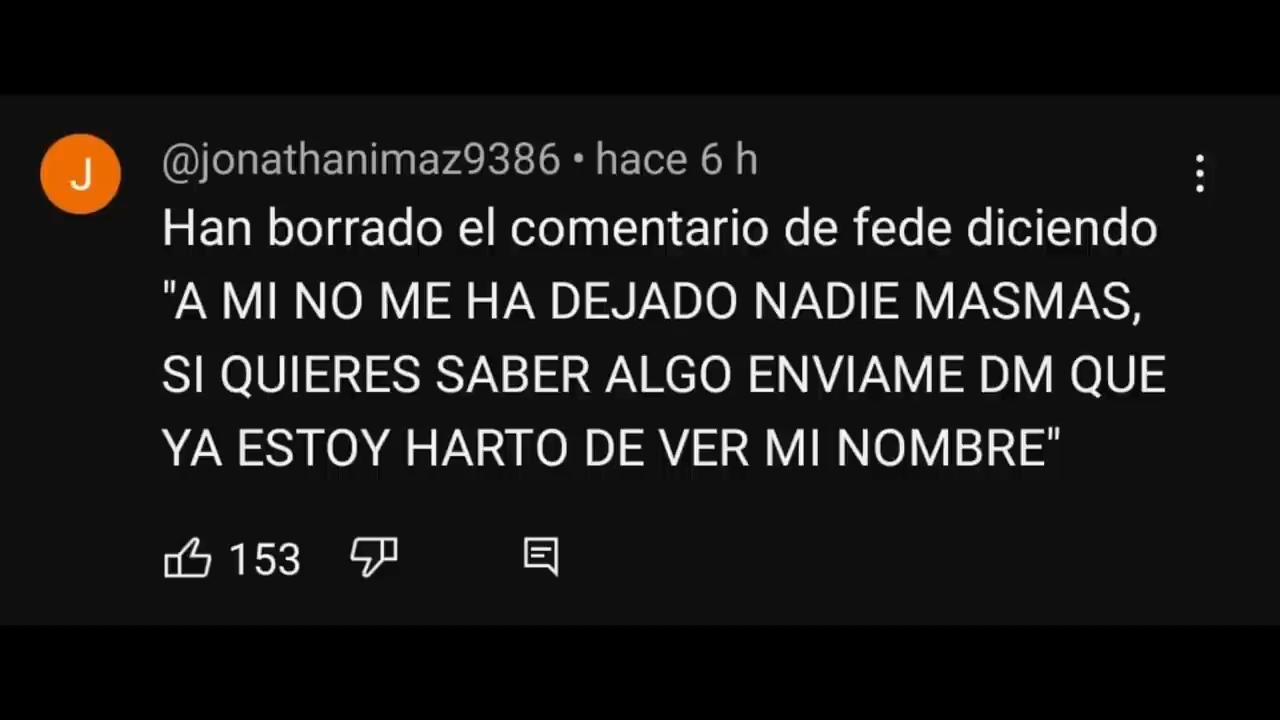 J
@jonathanimaz9386 • hace 6 h
Han borrado el comentario de fede diciendo
"A MI NO ME HA DEJADO NADIE MASMAS,
SI QUIERES SABER ALGO ENVIAME DM QUE
YA ESTOY HARTO DE VER MI NOMBRE"
153